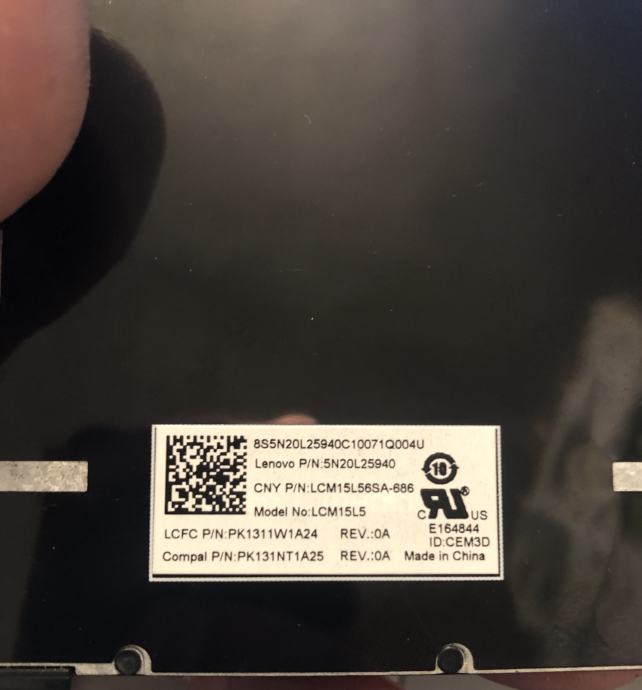 8S5N20L25940C10071Q004U
Lenovo P/N:5N20L25940
10
CNY P/N:LCM15L56SA-686
Model No:LCM15L5
C US
E164844
LCFC P/N:PK1311W1A24 REV.:0A
ID:CEM3D
Compal P/N:PK131NT1A25 REV.:0A Made in China